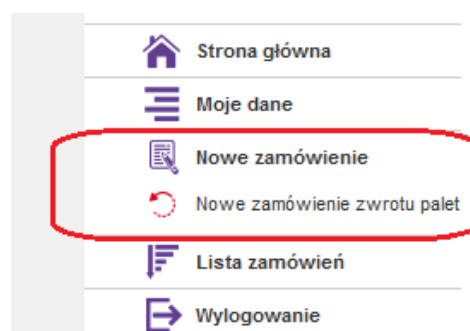 Strona główna
Moje dane
Nowe zamówienie
Nowe zamówienie zwrotu palet
Lista zamówień
Wylogowanie